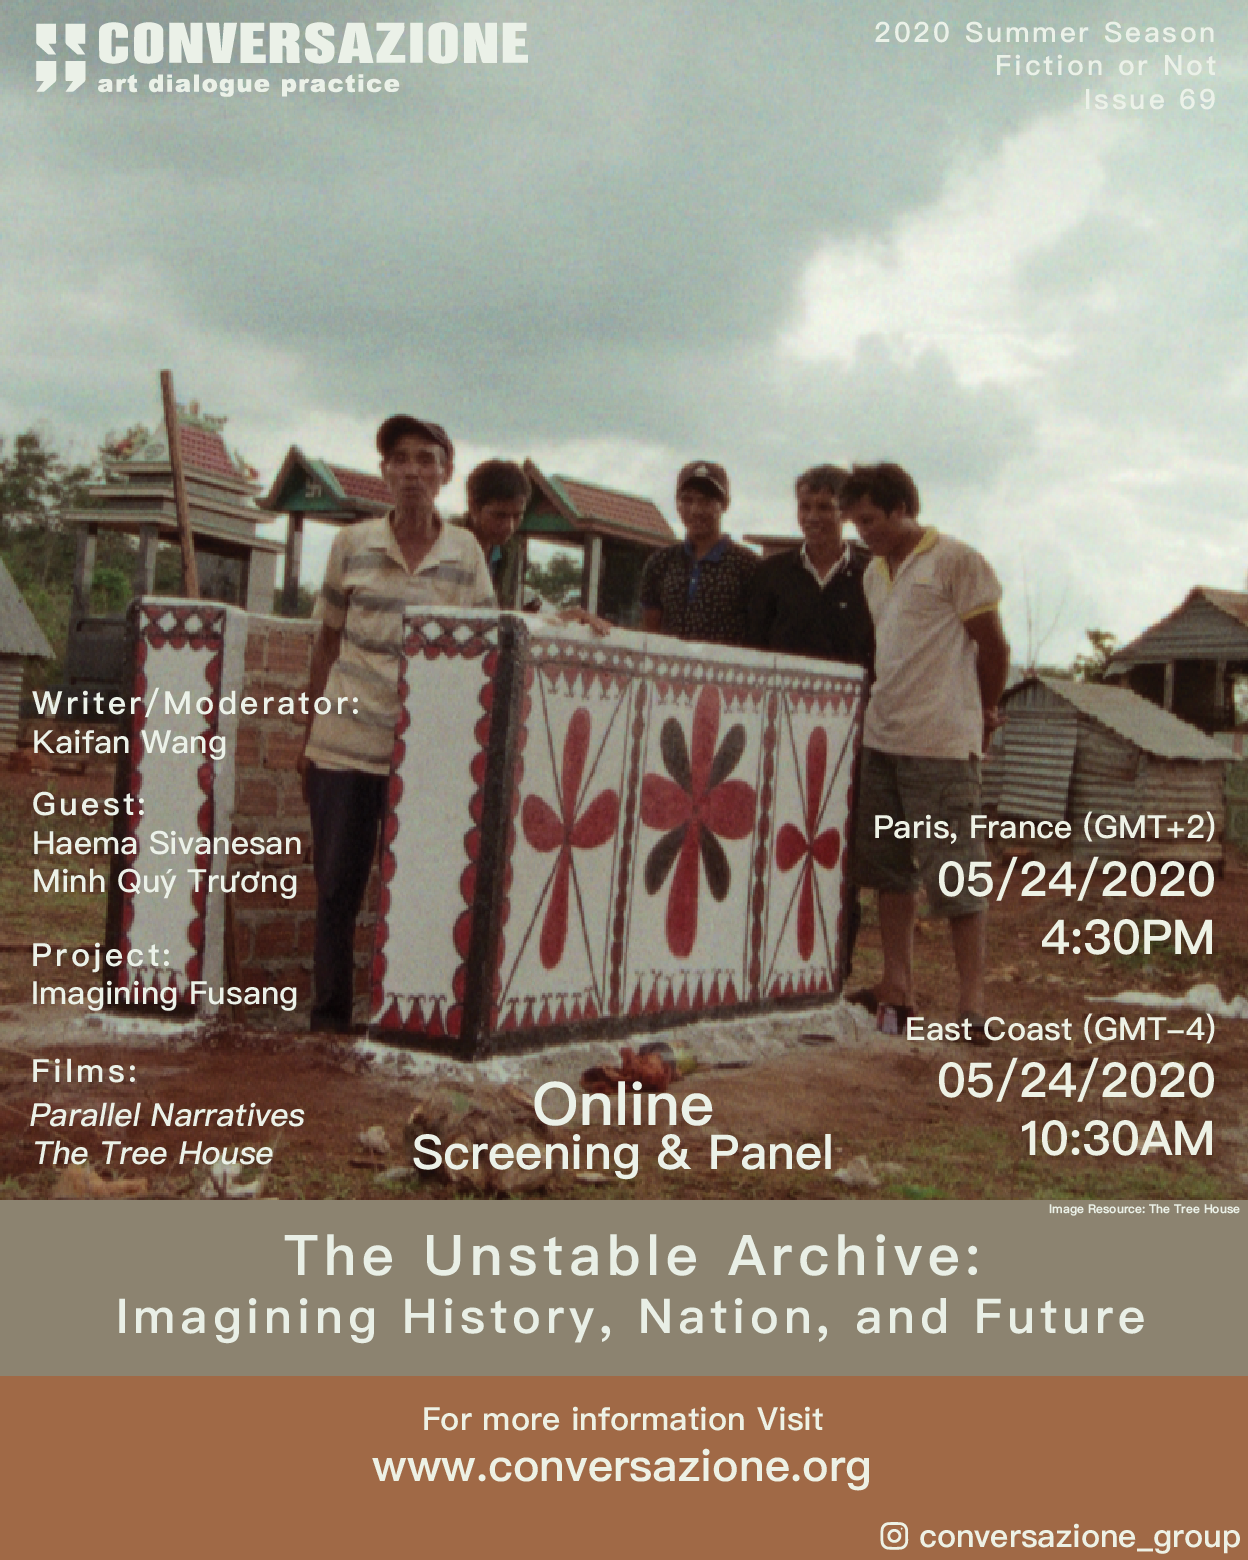 CONVERSAZIONE
art dialogue practice
2020 Summer Season
Fiction or Not
Issue 69
Writer/Moderator:
Kaifan Wang
Guest:
Haema Sivanesan
Minh Quý Trương
Project:
Imagining Fusang
Films:
Parallel Narratives
The Tree House
Paris, France (GMT+2)
05/24/2020
4:30PM
East Coast (GMT-4)
05/24/2020
10:30AM
Online
Screening & Panel
Image Resource: The Tree House
The Unstable Archive:
Imagining History, Nation, and Future
For more information Visit
www.conversazione.org
conversazione_group